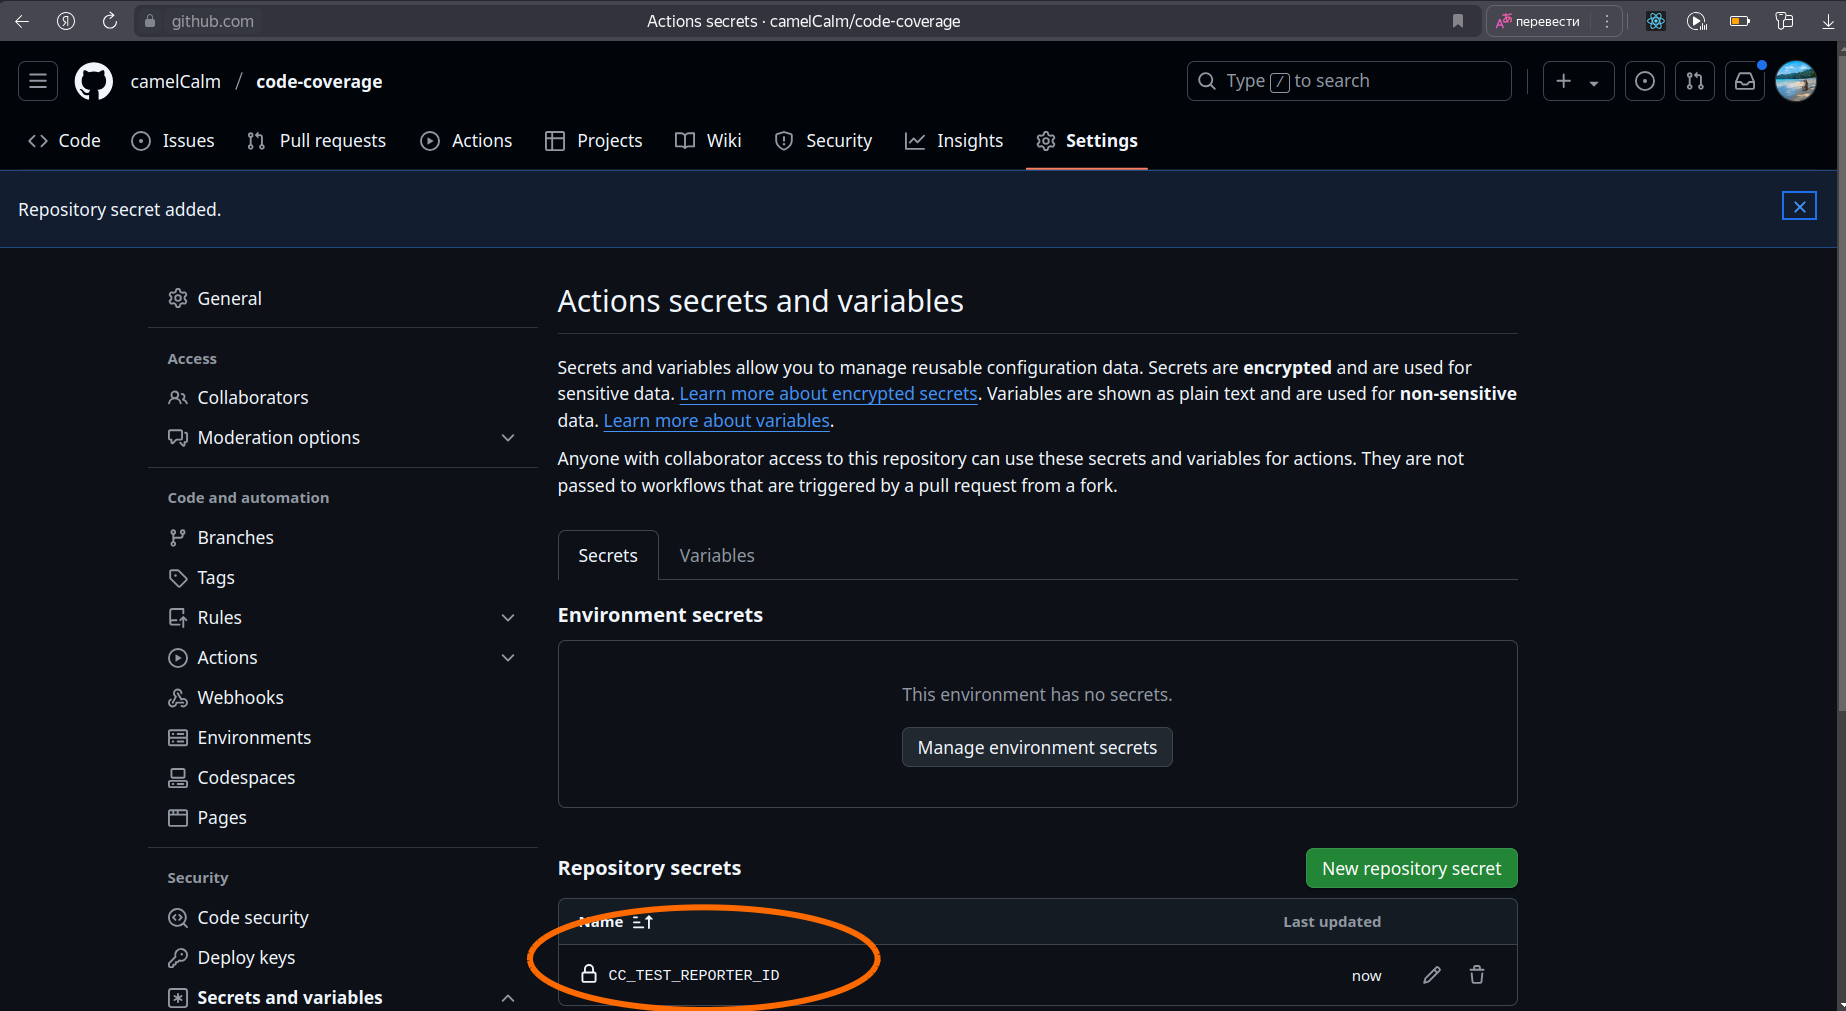 github.com
Actions secrets · camelCalm/code-coverage
перевести
camelCalm / code-coverage
Type / to search
Code Issues Pull requests Actions Projects Wiki Security Insights Settings
Repository secret added.
General
Access
Collaborators
Moderation options
Code and automation
Branches
Tags
Rules
Actions
Webhooks
Environments
Codespaces
Pages
Security
Code security
Deploy keys
Secrets and variables
Actions secrets and variables
Secrets and variables allow you to manage reusable configuration data. Secrets are encrypted and are used for
sensitive data. Learn more about encrypted secrets. Variables are shown as plain text and are used for non-sensitive
data. Learn more about variables.
Anyone with collaborator access to this repository can use these secrets and variables for actions. They are not
passed to workflows that are triggered by a pull request from a fork.
Secrets Variables
Environment secrets
This environment has no secrets.
Manage environment secrets
Repository secrets
New repository secret
Name Last updated
CC_TEST_REPORTER_ID now